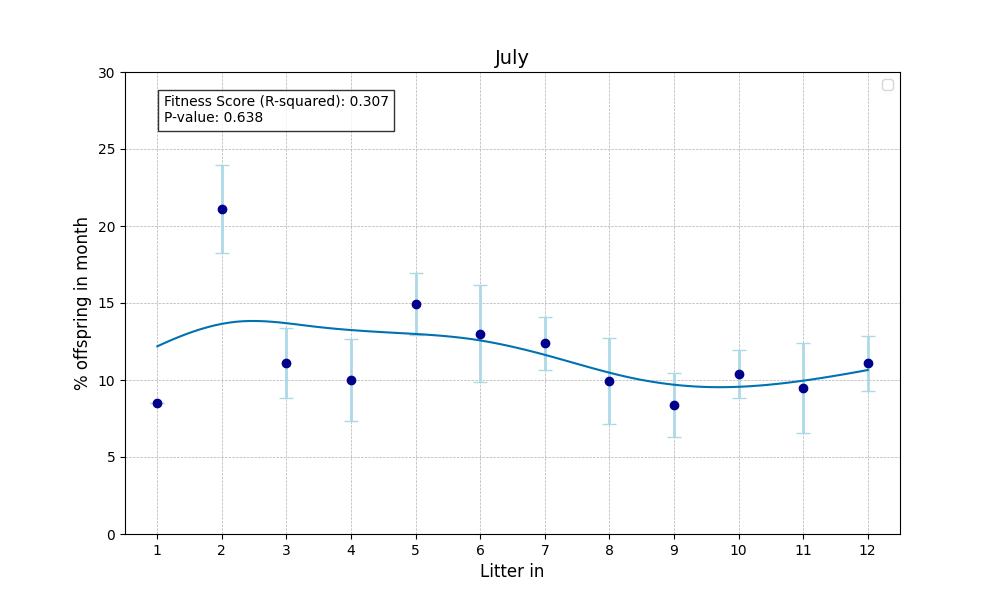 July
Fitness Score (R-squared): 0.307
P-value: 0.638
30
25
20
15
10
5
0
% offspring in month
1 2 3 4 5 6 7 8 9 10 11 12
Litter in